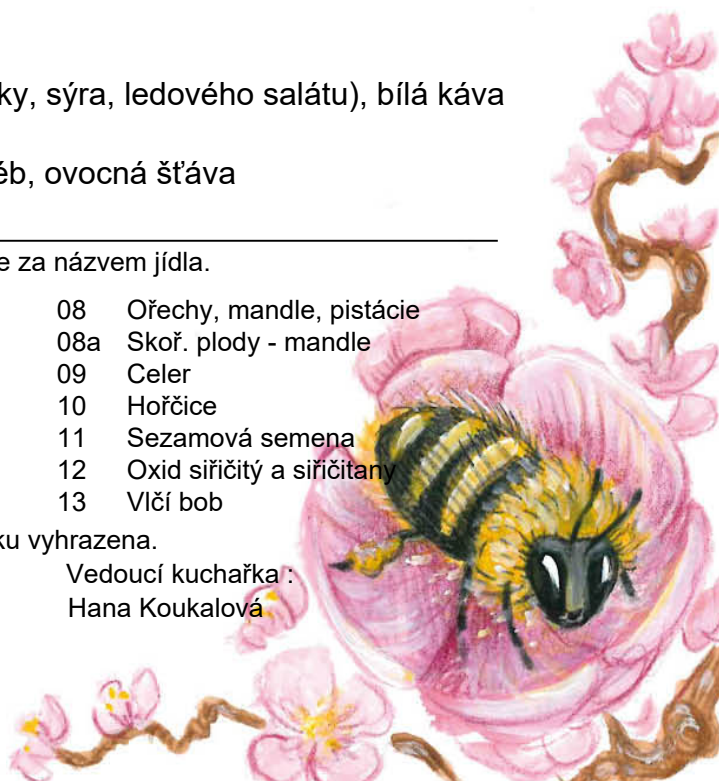 ky, sýra, ledového salátu), bílá káva
éb, ovocná šťáva
e za názvem jídla.
08 Ořechy, mandle, pistácie
08a Skoř. plody - mandle
09 Celer
10 Hořčice
11 Sezamová semena
12 Oxid siřičitý a siřičitany
13 Vlčí bob
ku vyhrazena.
Vedoucí kuchařka :
Hana Koukalová